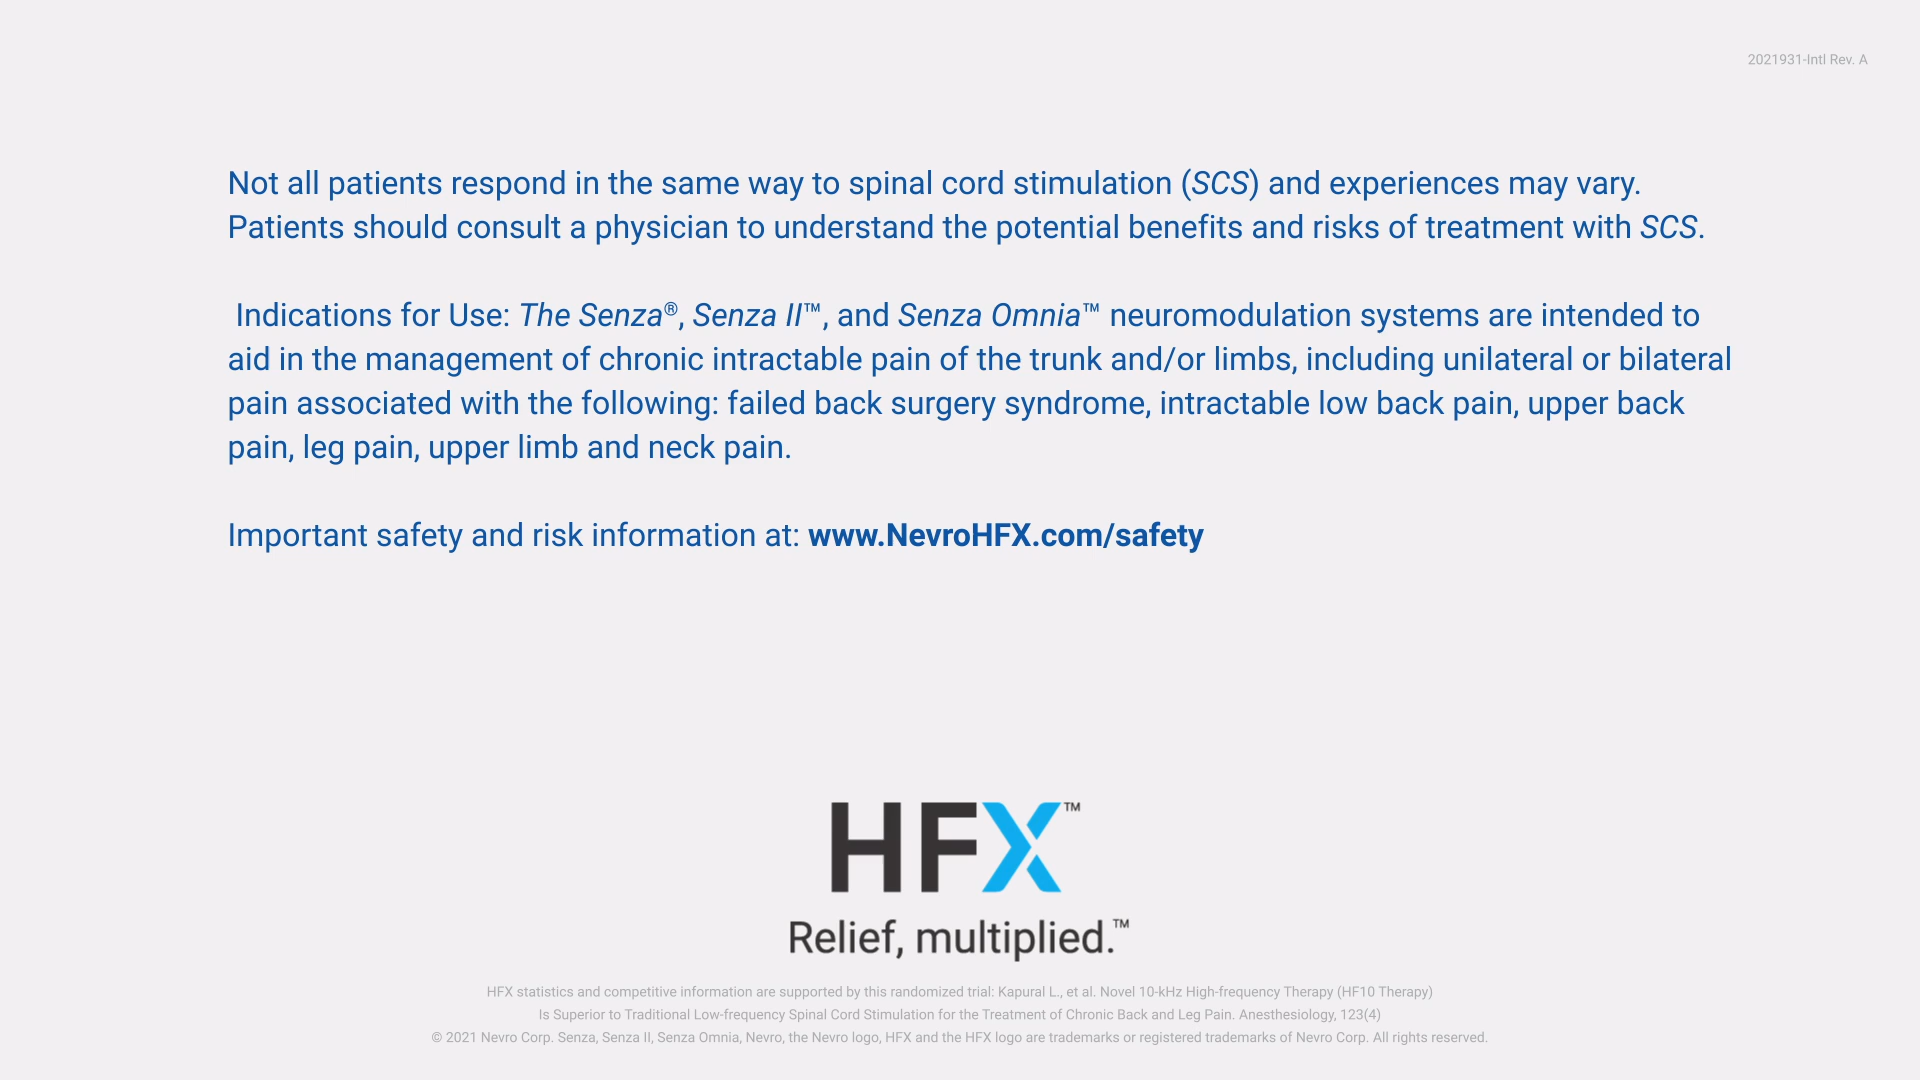 2021931-Intl Rev. A
Not all patients respond in the same way to spinal cord stimulation (SCS) and experiences may vary.
Patients should consult a physician to understand the potential benefits and risks of treatment with SCS.
Indications for Use: The Senza®, Senza II™, and Senza Omnia™ neuromodulation systems are intended to
aid in the management of chronic intractable pain of the trunk and/or limbs, including unilateral or bilateral
pain associated with the following: failed back surgery syndrome, intractable low back pain, upper back
pain, leg pain, upper limb and neck pain.
Important safety and risk information at: www.NevroHFX.com/safety
HFX™
Relief, multiplied.™
HFX statistics and competitive information are supported by this randomized trial: Kapural L., et al. Novel 10-kHz High-frequency Therapy (HF10 Therapy)
Is Superior to Traditional Low-frequency Spinal Cord Stimulation for the Treatment of Chronic Back and Leg Pain. Anesthesiology, 123(4)
© 2021 Nevro Corp. Senza, Senza II, Senza Omnia, Nevro, the Nevro logo, HFX and the HFX logo are trademarks or registered trademarks of Nevro Corp. All rights reserved.